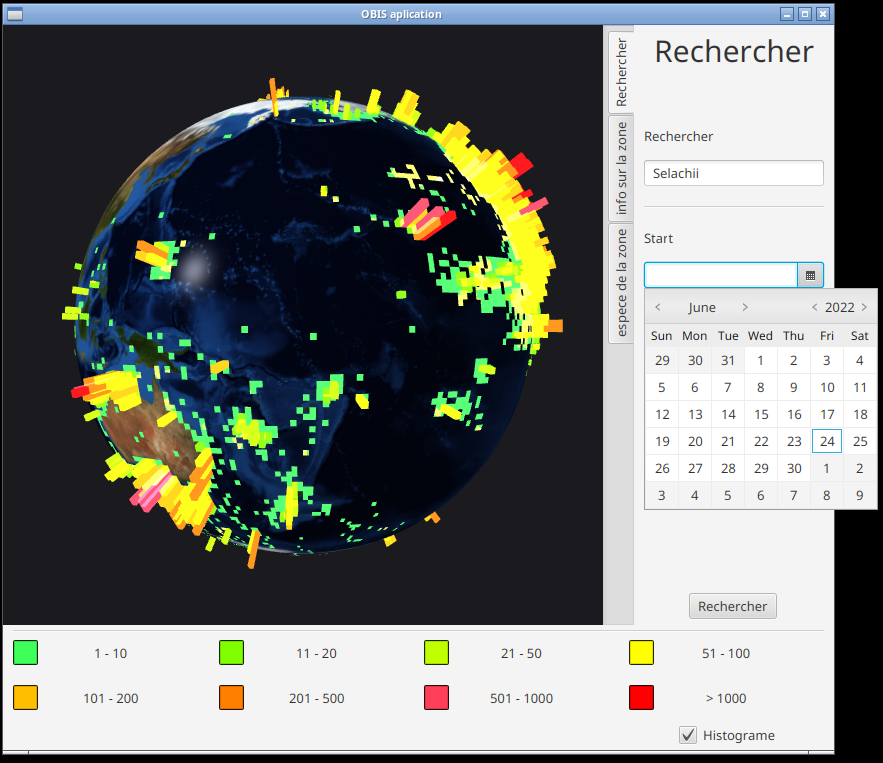 OBIS aplication
Rechercher
info sur la zone
espece de la zone
Rechercher
Rechercher
Selachii
Start
< June > < 2022 >
Sun Mon Tue Wed Thu Fri Sat
29 30 31 1 2 3 4
5 6 7 8 9 10 11
12 13 14 15 16 17 18
19 20 21 22 23 24 25
26 27 28 29 30 1 2
3 4 5 6 7 8 9
Rechercher
1 - 10 11 - 20 21 - 50 51 - 100
101 - 200 201 - 500 501 - 1000 > 1000
Histograme